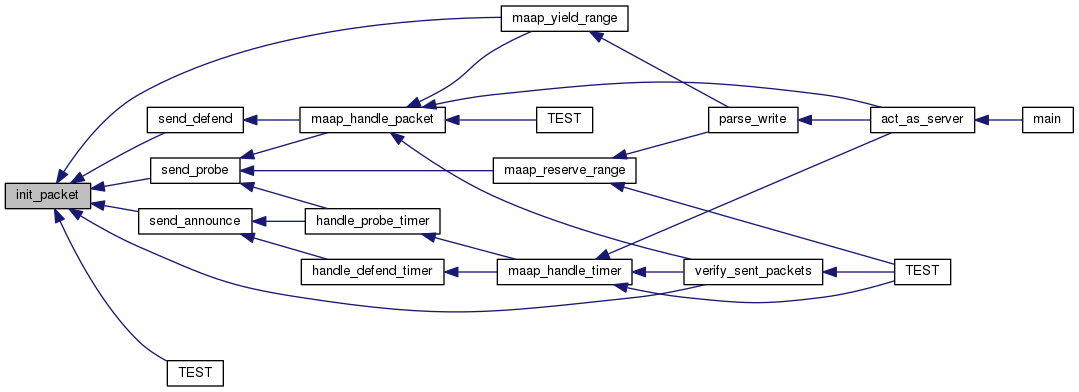 maap_yield_range
send_defend
maap_handle_packet
TEST
parse_write
act_as_server
main
send_probe
maap_reserve_range
init_packet
send_announce
handle_probe_timer
handle_defend_timer
maap_handle_timer
verify_sent_packets
TEST
TEST